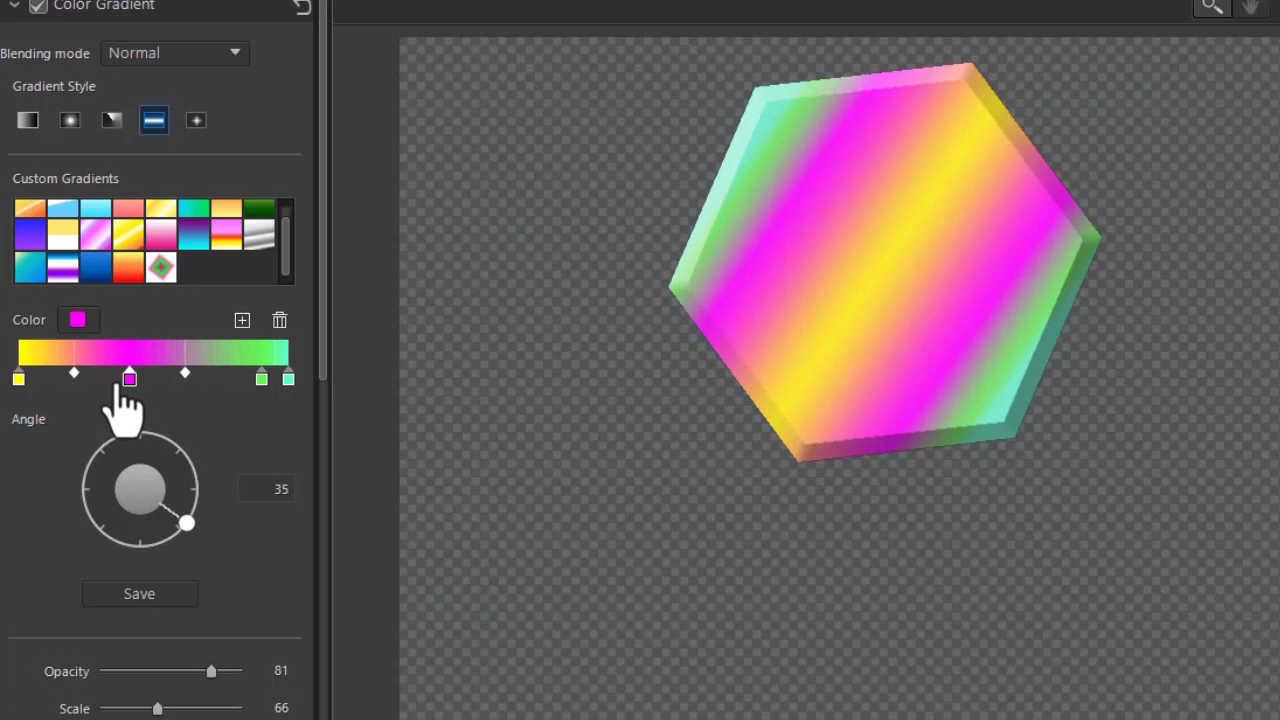 Color Gradient
Blending mode Normal
Gradient Style
Custom Gradients
Color
Angle
35
Save
Opacity 81
Scale 66